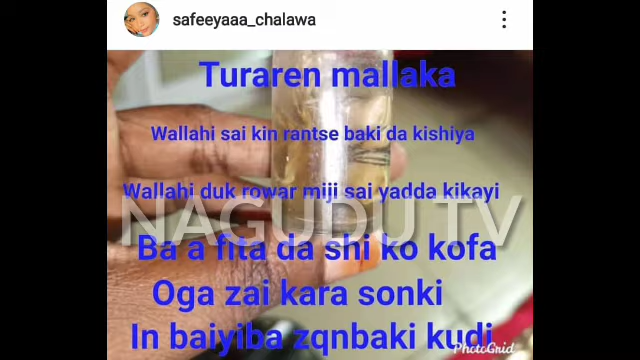 safeeyaaa_chalawa
Turaren mallaka
Wallahi sai kin rantse baki da kishiya
Wallahi duk rowar miji sai yadda kikayi
NAGUDU TV
Ba a fita da shi ko kofa
Oga zai kara sonki
In baiyiba zqnbaki kudi
PhotoGrid